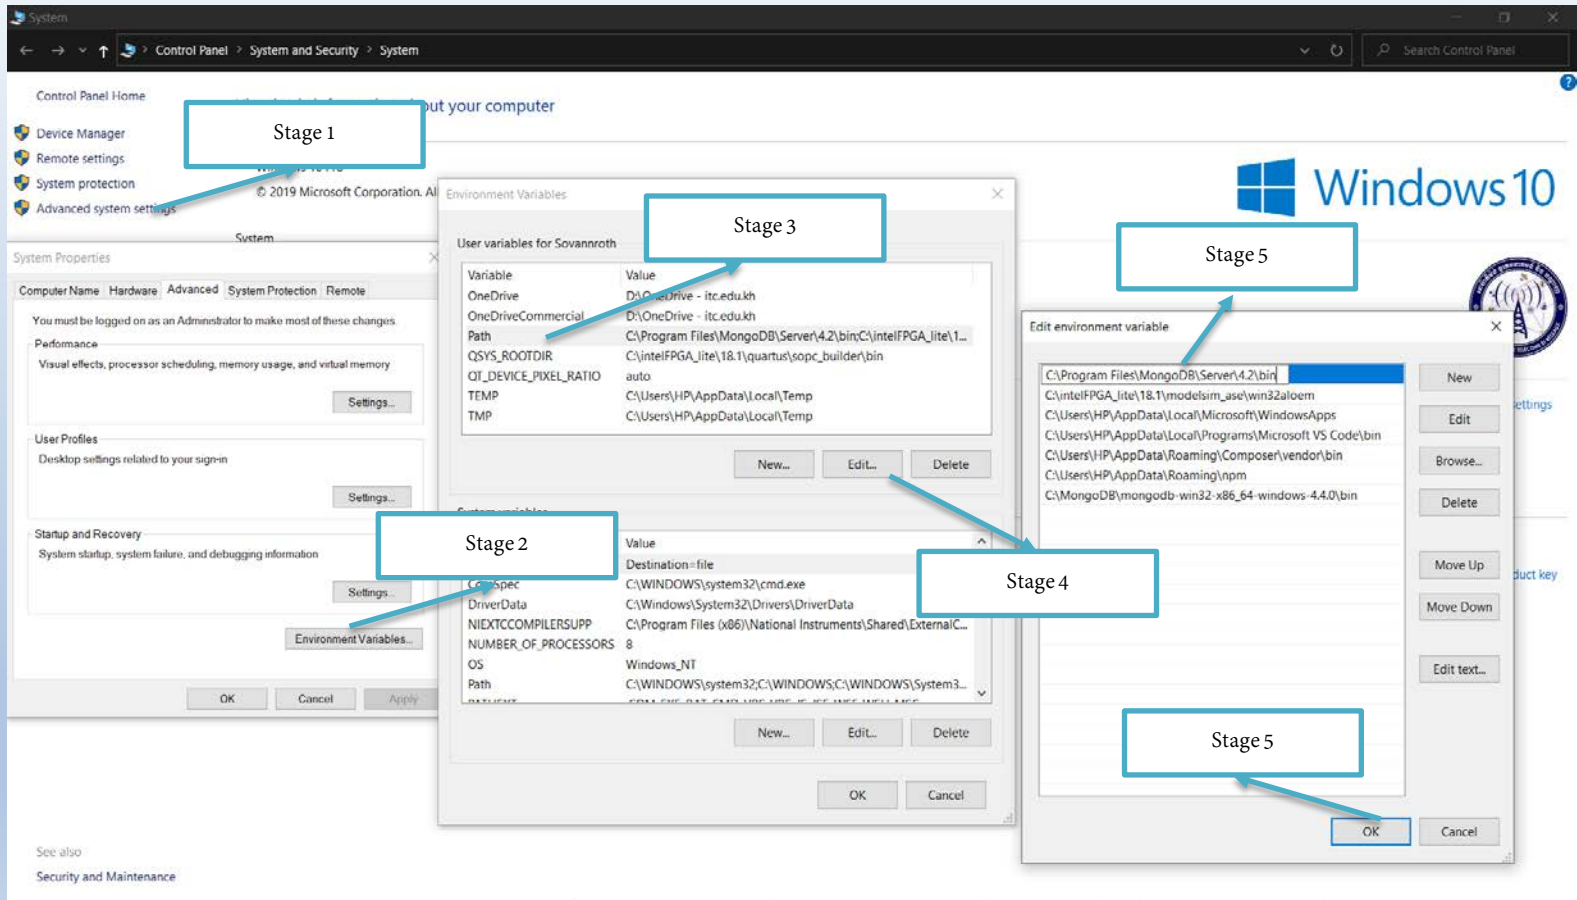 System
Control Panel > System and Security > System
Search Control Panel
Control Panel Home
out your computer
Stage 1
Device Manager
Remote settings
System protection
Advanced system settings
© 2019 Microsoft Corporation. Al
System
Windows 10
System Properties
Computer Name Hardware Advanced System Protection Remote
You must be logged on as an Administrator to make most of these changes.
Performance
Visual effects, processor scheduling, memory usage, and virtual memory
Settings...
User Profiles
Desktop settings related to your sign-in
Settings...
Startup and Recovery
System startup, system failure, and debugging information
Settings...
Environment Variables...
OK Cancel Apply
Stage 2
See also
Security and Maintenance
Environment Variables
Stage 3
User variables for Sovannroth
Variable Value
OneDrive D:\OneDrive - itc.edu.kh
OneDriveCommercial D:\OneDrive - itc.edu.kh
Path C:\Program Files\MongoDB\Server\4.2\bin;C:\intelFPGA_lite\1...
QSYS_ROOTDIR C:\intelFPGA_lite\18.1\quartus\sopc_builder\bin
QT_DEVICE_PIXEL_RATIO auto
TEMP C:\Users\HP\AppData\Local\Temp
TMP C:\Users\HP\AppData\Local\Temp
New... Edit... Delete
System variables
Value
Destination=file
ComSpec C:\WINDOWS\system32\cmd.exe
DriverData C:\Windows\System32\Drivers\DriverData
NIEXTCCOMPILERSUPP C:\Program Files (x86)\National Instruments\Shared\ExternalC...
NUMBER_OF_PROCESSORS 8
OS Windows_NT
Path C:\WINDOWS\system32;C:\WINDOWS;C:\WINDOWS\System3...
New... Edit... Delete
OK Cancel
Stage 4
Stage 5
Edit environment variable
C:\Program Files\MongoDB\Server\4.2\bin
C:\intelFPGA_lite\18.1\modelsim_ase\win32aloem
C:\Users\HP\AppData\Local\Microsoft\WindowsApps
C:\Users\HP\AppData\Local\Programs\Microsoft VS Code\bin
C:\Users\HP\AppData\Roaming\Composer\vendor\bin
C:\Users\HP\AppData\Roaming\npm
C:\MongoDB\mongodb-win32-x86_64-windows-4.4.0\bin
New
Edit
Browse...
Delete
Move Up
Move Down
Edit text...
Stage 5
OK Cancel
ettings
duct key